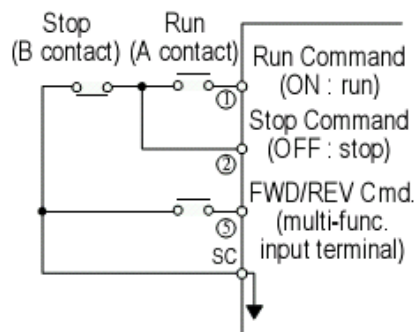 Stop
(B contact)
Run
(A contact)
①
Run Command
(ON : run)
②
Stop Command
(OFF : stop)
⑤
FWD/REV Cmd.
(multi-func.
input terminal)
SC